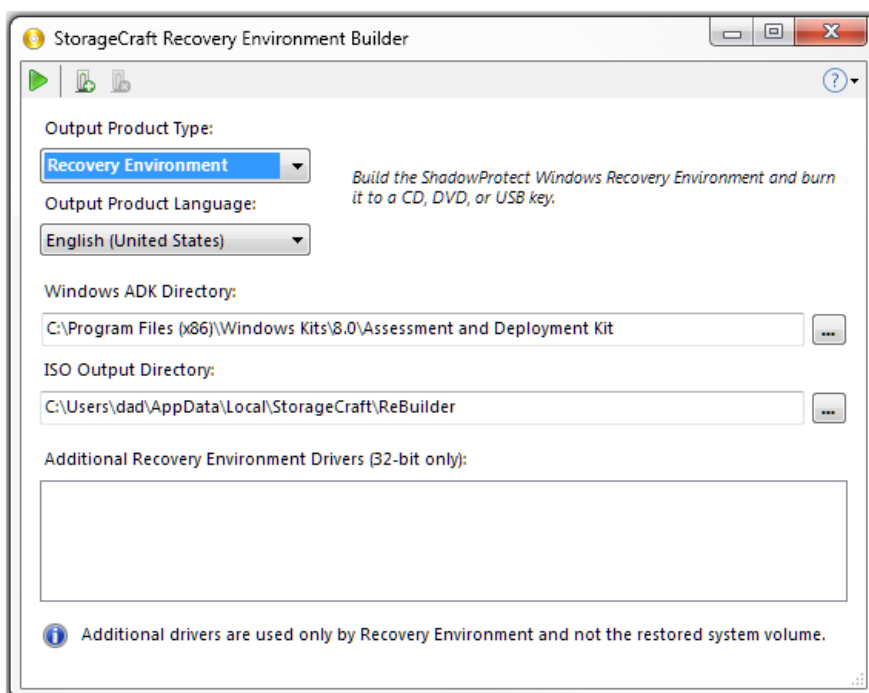 StorageCraft Recovery Environment Builder
Output Product Type:
Recovery Environment
Build the ShadowProtect Windows Recovery Environment and burn
it to a CD, DVD, or USB key.
Output Product Language:
English (United States)
Windows ADK Directory:
C:\Program Files (x86)\Windows Kits\8.0\Assessment and Deployment Kit
...
ISO Output Directory:
C:\Users\dad\AppData\Local\StorageCraft\ReBuilder
...
Additional Recovery Environment Drivers (32-bit only):
Additional drivers are used only by Recovery Environment and not the restored system volume.